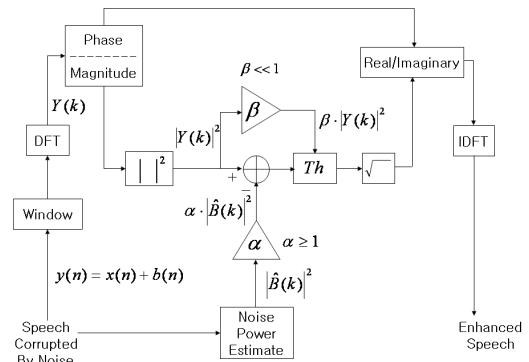 Phase
Magnitude
Y(k)
DFT
Window
y(n) = x(n) + b(n)
Speech
Corrupted
By Noise
| |²
|Y(k)|²
β << 1
β
β·|Y(k)|²
+
−
Th
√
α·|B̂(k)|²
α
α ≥ 1
|B̂(k)|²
Noise
Power
Estimate
Real/Imaginary
IDFT
Enhanced
Speech